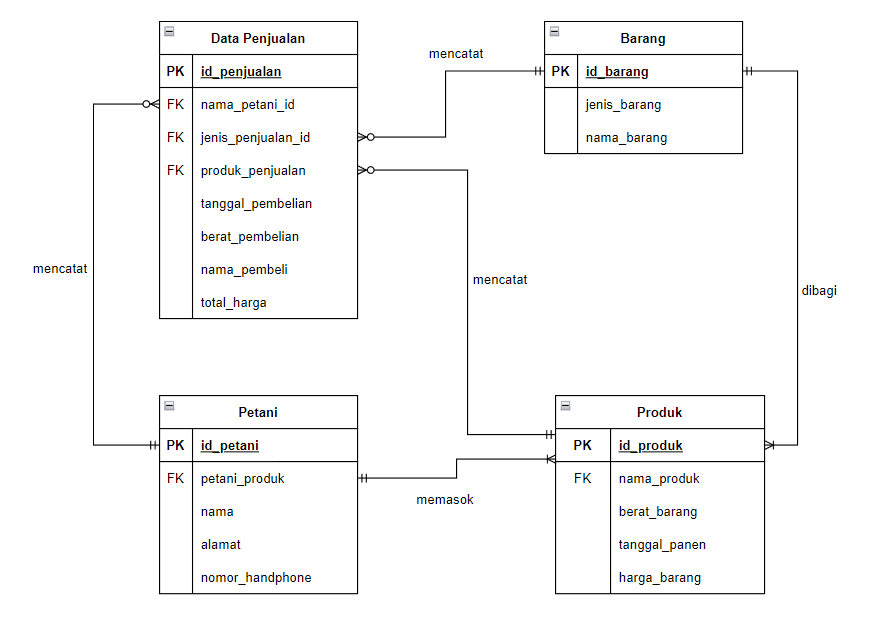 Data Penjualan
PK id_penjualan
FK nama_petani_id
FK jenis_penjualan_id
FK produk_penjualan
tanggal_pembelian
berat_pembelian
nama_pembeli
total_harga
mencatat
Barang
PK id_barang
jenis_barang
nama_barang
mencatat
mencatat
dibagi
Petani
PK id_petani
FK petani_produk
nama
alamat
nomor_handphone
memasok
Produk
PK id_produk
FK nama_produk
berat_barang
tanggal_panen
harga_barang